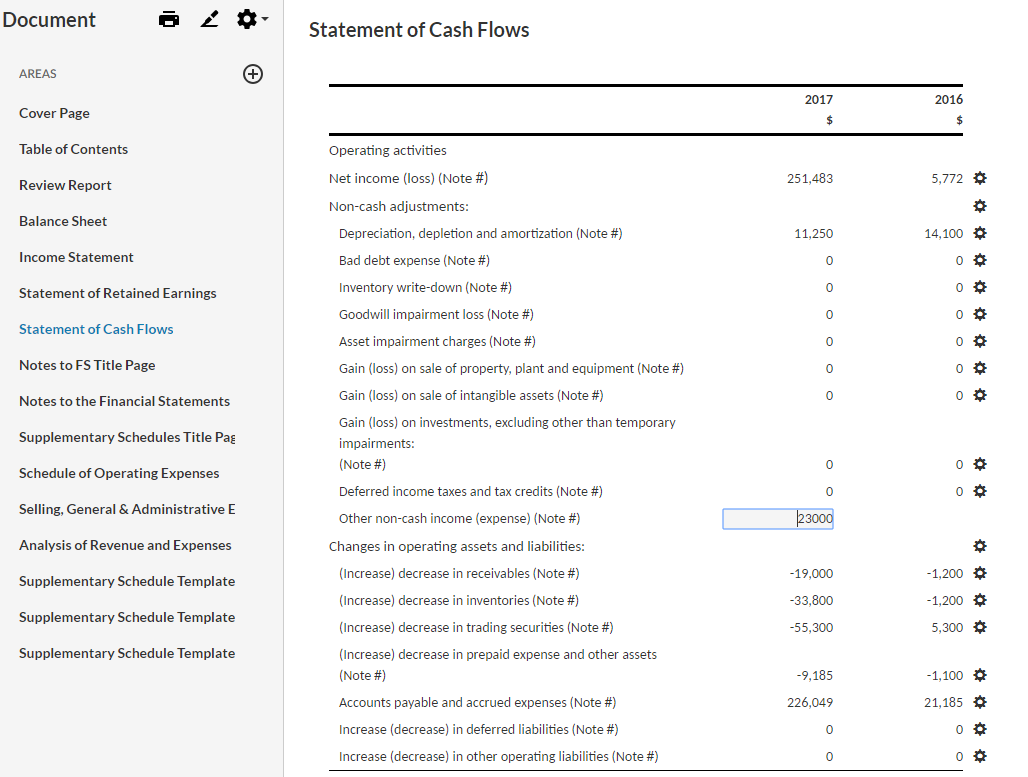 Document
AREAS
Cover Page
Table of Contents
Review Report
Balance Sheet
Income Statement
Statement of Retained Earnings
Statement of Cash Flows
Notes to FS Title Page
Notes to the Financial Statements
Supplementary Schedules Title Pag
Schedule of Operating Expenses
Selling, General & Administrative E
Analysis of Revenue and Expenses
Supplementary Schedule Template
Supplementary Schedule Template
Supplementary Schedule Template
Statement of Cash Flows
2017 2016
$ $
Operating activities
Net income (loss) (Note #) 251,483 5,772
Non-cash adjustments:
Depreciation, depletion and amortization (Note #) 11,250 14,100
Bad debt expense (Note #) 0 0
Inventory write-down (Note #) 0 0
Goodwill impairment loss (Note #) 0 0
Asset impairment charges (Note #) 0 0
Gain (loss) on sale of property, plant and equipment (Note #) 0 0
Gain (loss) on sale of intangible assets (Note #) 0 0
Gain (loss) on investments, excluding other than temporary
impairments:
(Note #) 0 0
Deferred income taxes and tax credits (Note #) 0 0
Other non-cash income (expense) (Note #) 23000
Changes in operating assets and liabilities:
(Increase) decrease in receivables (Note #) -19,000 -1,200
(Increase) decrease in inventories (Note #) -33,800 -1,200
(Increase) decrease in trading securities (Note #) -55,300 5,300
(Increase) decrease in prepaid expense and other assets
(Note #) -9,185 -1,100
Accounts payable and accrued expenses (Note #) 226,049 21,185
Increase (decrease) in deferred liabilities (Note #) 0 0
Increase (decrease) in other operating liabilities (Note #) 0 0